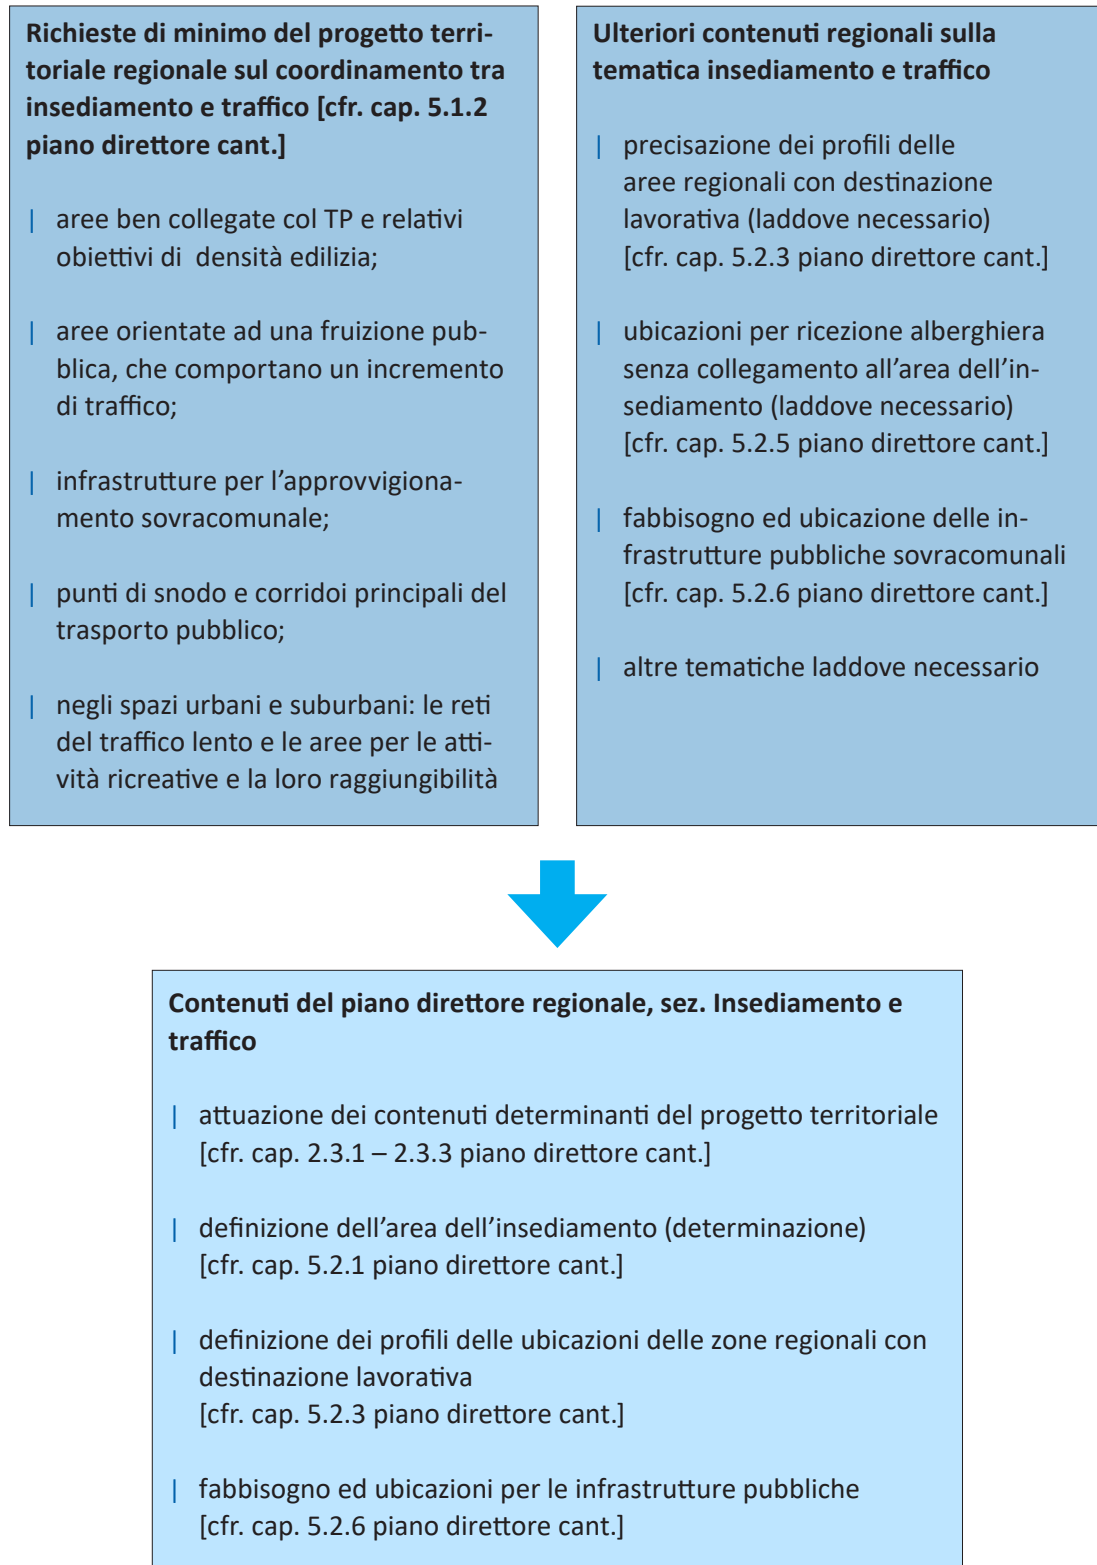 Richieste di minimo del progetto terri-
toriale regionale sul coordinamento tra
insediamento e traffico [cfr. cap. 5.1.2
piano direttore cant.]
| aree ben collegate col TP e relativi
obiettivi di  densità edilizia;
| aree orientate ad una fruizione pub-
blica, che comportano un incremento
di traffico;
| infrastrutture per l’approvvigiona-
mento sovracomunale;
| punti di snodo e corridoi principali del
trasporto pubblico;
| negli spazi urbani e suburbani: le reti
del traffico lento e le aree per le atti-
vità ricreative e la loro raggiungibilità
Ulteriori contenuti regionali sulla
tematica insediamento e traffico
| precisazione dei profili delle
aree regionali con destinazione
lavorativa (laddove necessario)
[cfr. cap. 5.2.3 piano direttore cant.]
| ubicazioni per ricezione alberghiera
senza collegamento all’area dell’in-
sediamento (laddove necessario)
[cfr. cap. 5.2.5 piano direttore cant.]
| fabbisogno ed ubicazione delle in-
frastrutture pubbliche sovracomunali
[cfr. cap. 5.2.6 piano direttore cant.]
| altre tematiche laddove necessario
Contenuti del piano direttore regionale, sez. Insediamento e
traffico
| attuazione dei contenuti determinanti del progetto territoriale
[cfr. cap. 2.3.1 – 2.3.3 piano direttore cant.]
| definizione dell’area dell’insediamento (determinazione)
[cfr. cap. 5.2.1 piano direttore cant.]
| definizione dei profili delle ubicazioni delle zone regionali con
destinazione lavorativa
[cfr. cap. 5.2.3 piano direttore cant.]
| fabbisogno ed ubicazioni per le infrastrutture pubbliche
[cfr. cap. 5.2.6 piano direttore cant.]